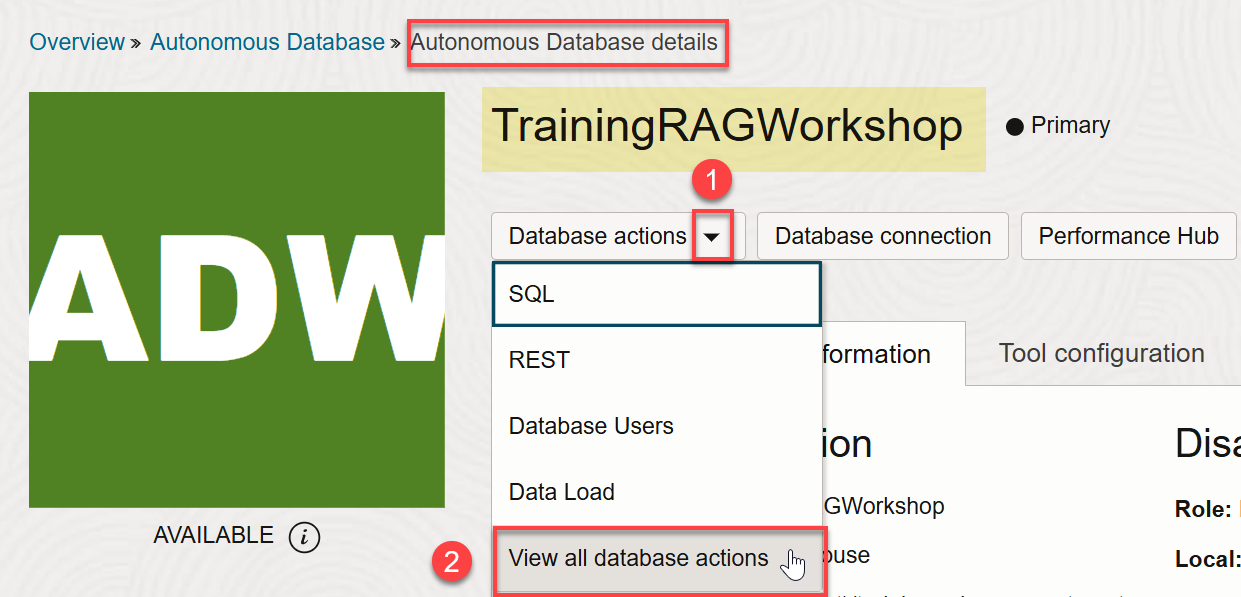 Overview » Autonomous Database » Autonomous Database details
ADW
TrainingRAGWorkshop
Primary
1
Database actions
Database connection
Performance Hub
SQL
REST
Database Users
Data Load
View all database actions
2
formation
Tool configuration
ion
Disa
GWorkshop
Role:
ouse
Local:
AVAILABLE i